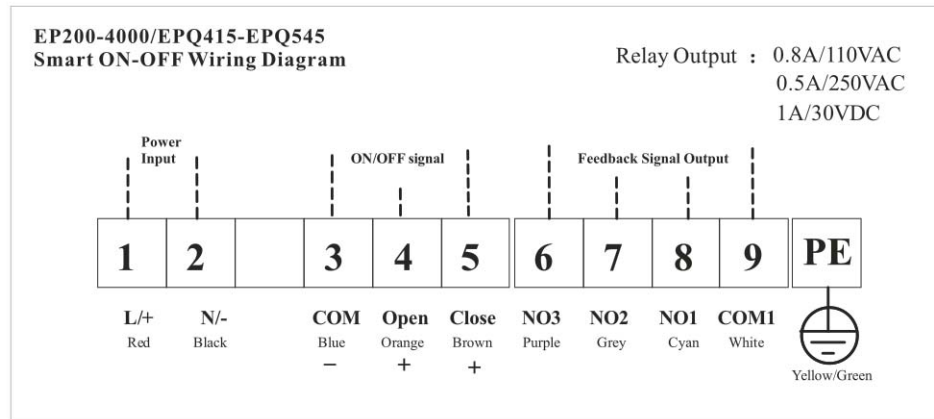 EP200-4000/EPQ415-EPQ545
Smart ON-OFF Wiring Diagram
Relay Output : 0.8A/110VAC
0.5A/250VAC
1A/30VDC
Power
Input
ON/OFF signal
Feedback Signal Output
1 2 3 4 5 6 7 8 9 PE
L/+ N/- COM Open Close NO3 NO2 NO1 COM1
Red Black Blue Orange Brown Purple Grey Cyan White
− + +
Yellow/Green